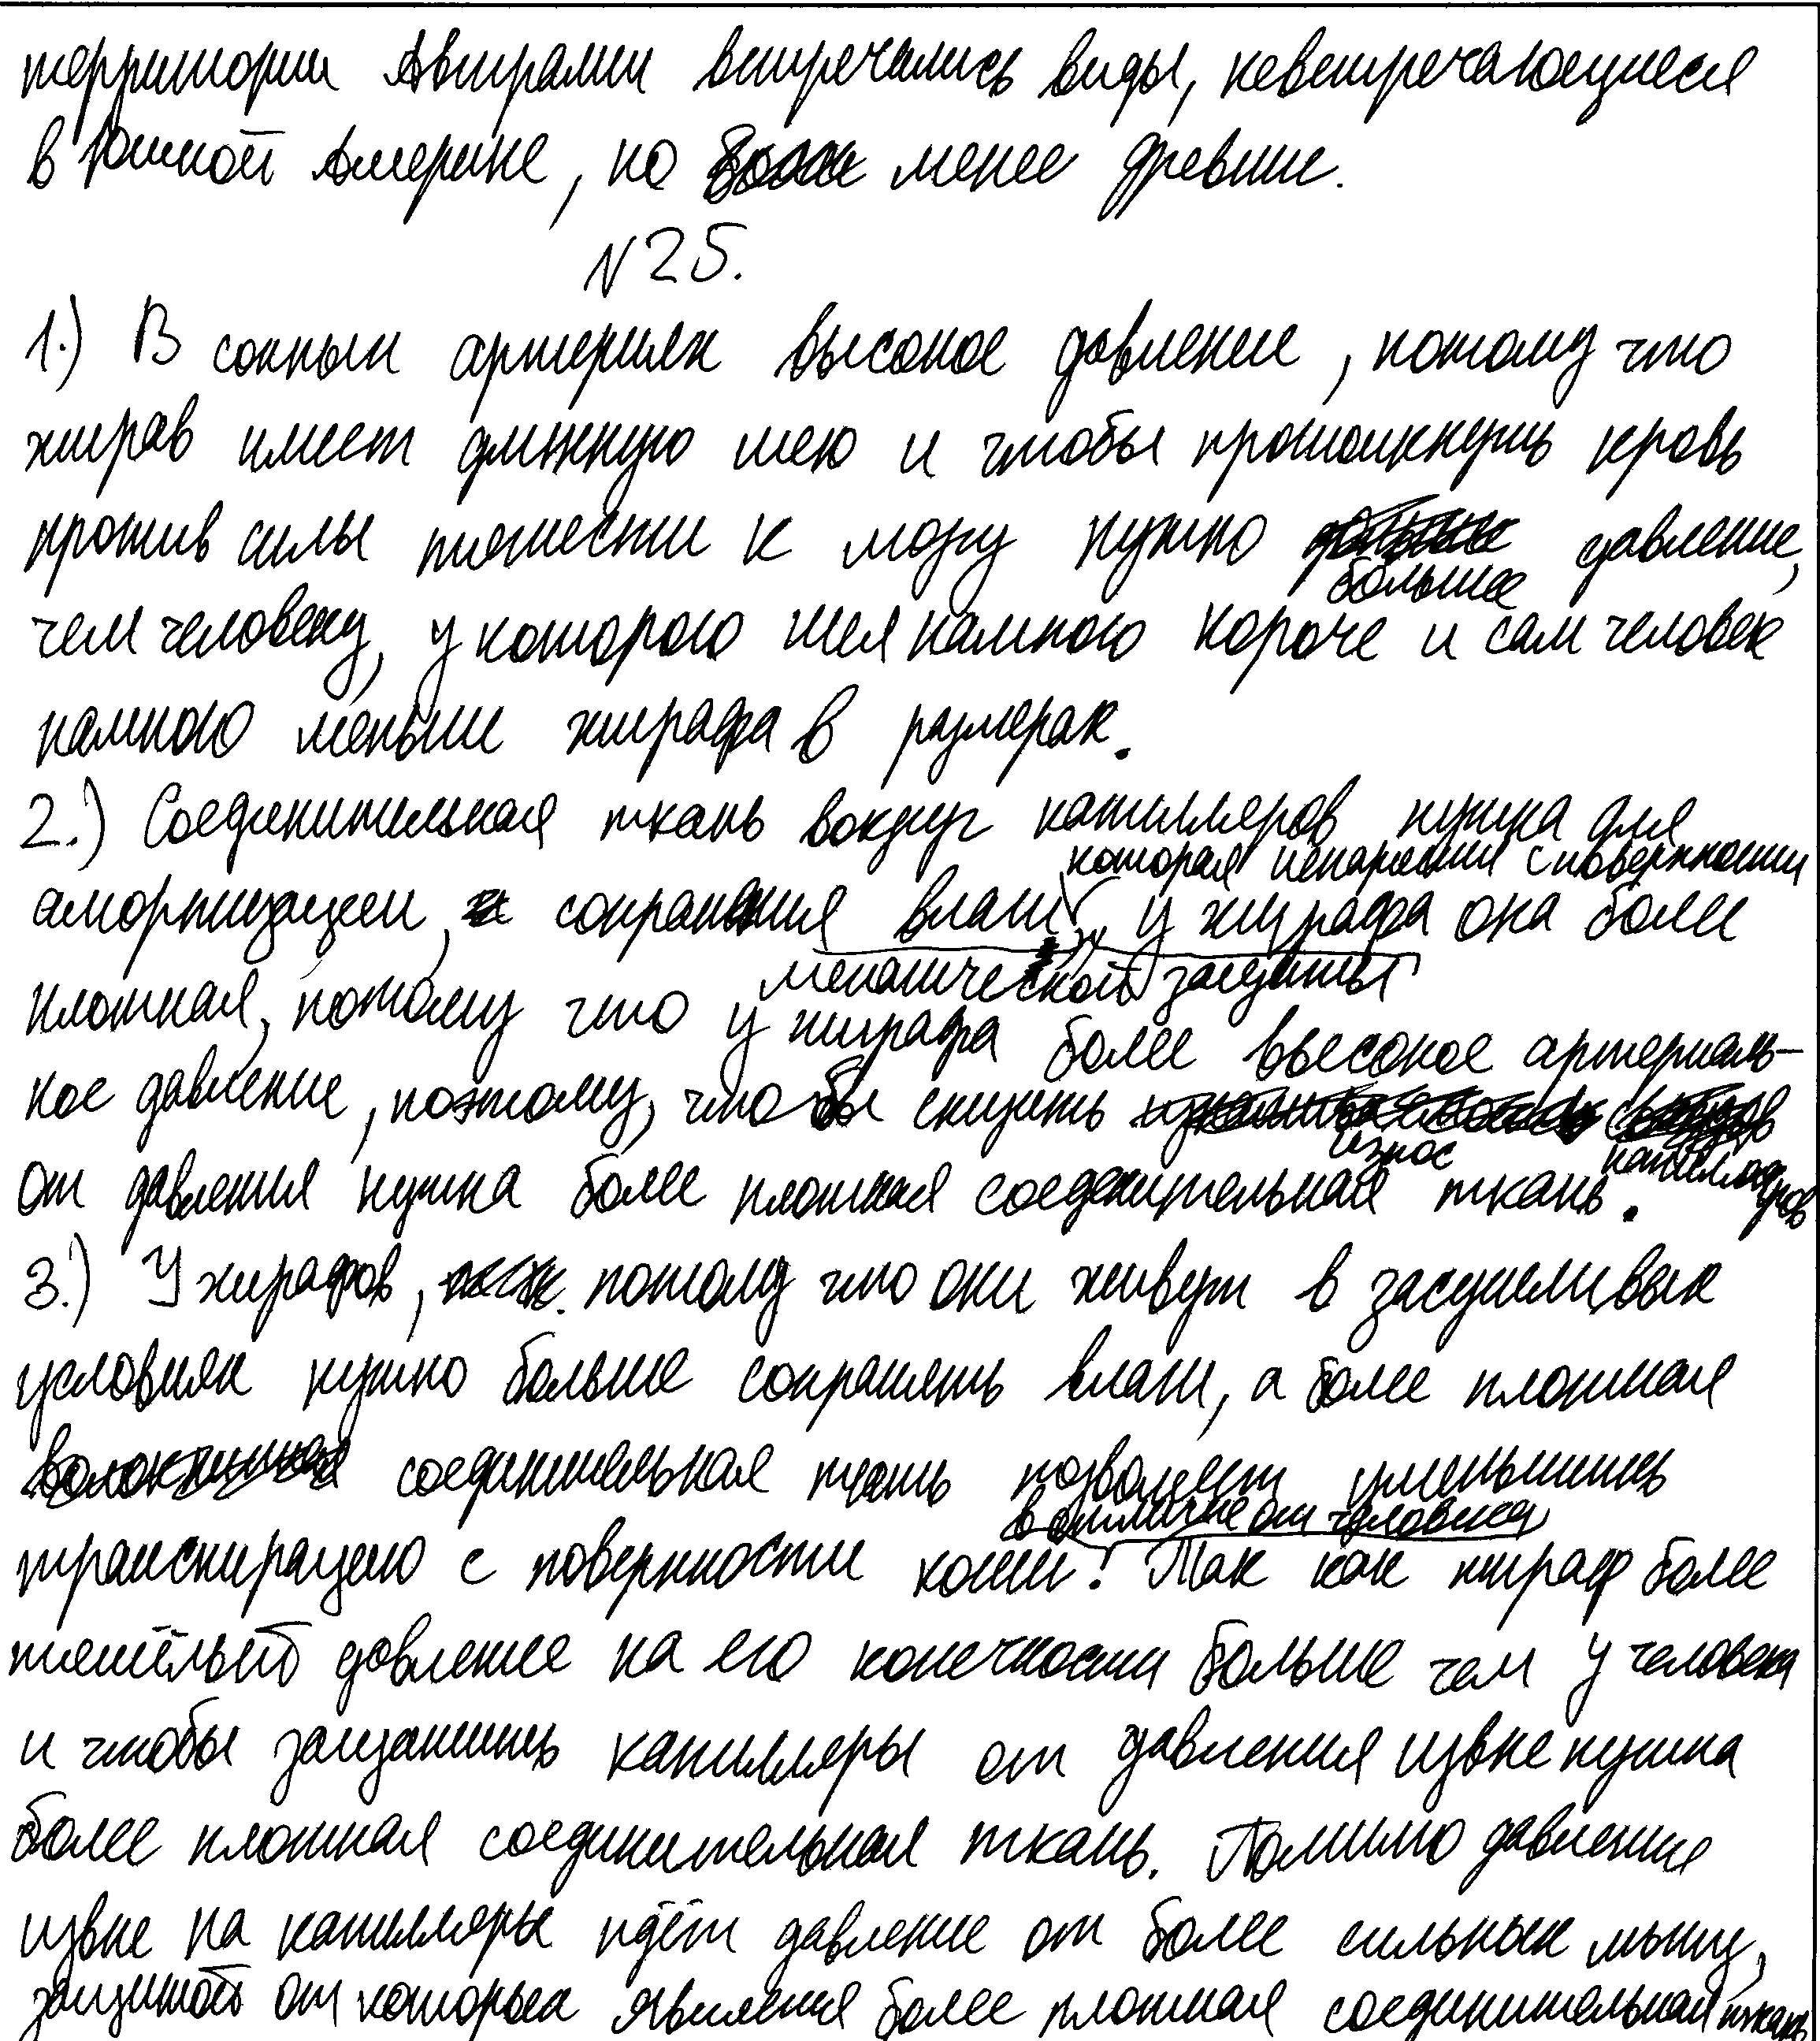 территории Австралии встречались виды, невстречающиеся
в Южной Америке, но менее древние.
№25.
1.) В сонным артериях высокое давление, потому что
жирав имеет длинную шею и чтобы протолкнуть кровь
против силы тяжести к мозгу нужно большее давление,
чем человеку, у которого шея намного короче и сам человек
намного меньше жирафа в размерах.
2.) Соединительная ткань вокруг капилляров нужна для
которая испаряется с поверхности
амортизации, сохранения влаги, у жирафа она более
механической защиты
плотная, потому что у жирафа более высокое артериаль-
ное давление, поэтому, что бы снизить износ капилляров
от давления нужна более плотная соединительная ткань.
3.) У жирафов, потому что они живут в засушливых
условиях нужно больше сохранять влаги, а более плотная
соединительная ткань позволяет уменьшить
в отличие от человека
транспирацию с поверхности кожи. Так как жираф более
тяжёлый давление на его конечности больше чем у человека
и чтобы защитить капилляры от давления извне нужна
более плотная соединительная ткань. Помимо давления
извне на капилляры идёт давление от более сильных мышц,
защитой от которых является более плотная соединительная ткань